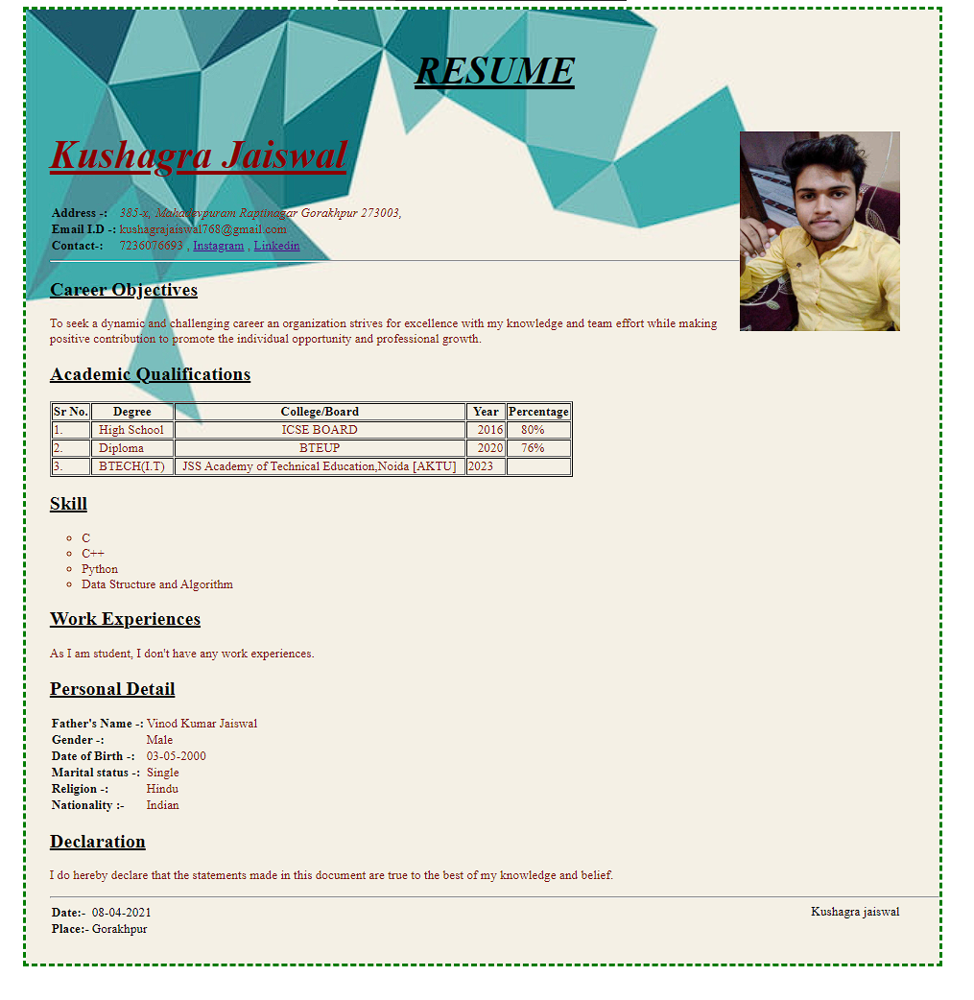 RESUME
Kushagra Jaiswal
Address -: 385-x, Mahadevpuram Raptinagar Gorakhpur 273003,
Email I.D -: kushagrajaiswal768@gmail.com
Contact-: 7236076693 , Instagram , Linkedin
Career Objectives
To seek a dynamic and challenging career an organization strives for excellence with my knowledge and team effort while making
positive contribution to promote the individual opportunity and professional growth.
Academic Qualifications
Sr No. Degree College/Board Year Percentage
1. High School ICSE BOARD 2016 80%
2. Diploma BTEUP 2020 76%
3. BTECH(I.T) JSS Academy of Technical Education,Noida [AKTU] 2023
Skill
C
C++
Python
Data Structure and Algorithm
Work Experiences
As I am student, I don't have any work experiences.
Personal Detail
Father's Name -: Vinod Kumar Jaiswal
Gender -: Male
Date of Birth -: 03-05-2000
Marital status -: Single
Religion -: Hindu
Nationality :- Indian
Declaration
I do hereby declare that the statements made in this document are true to the best of my knowledge and belief.
Date:- 08-04-2021 Kushagra jaiswal
Place:- Gorakhpur